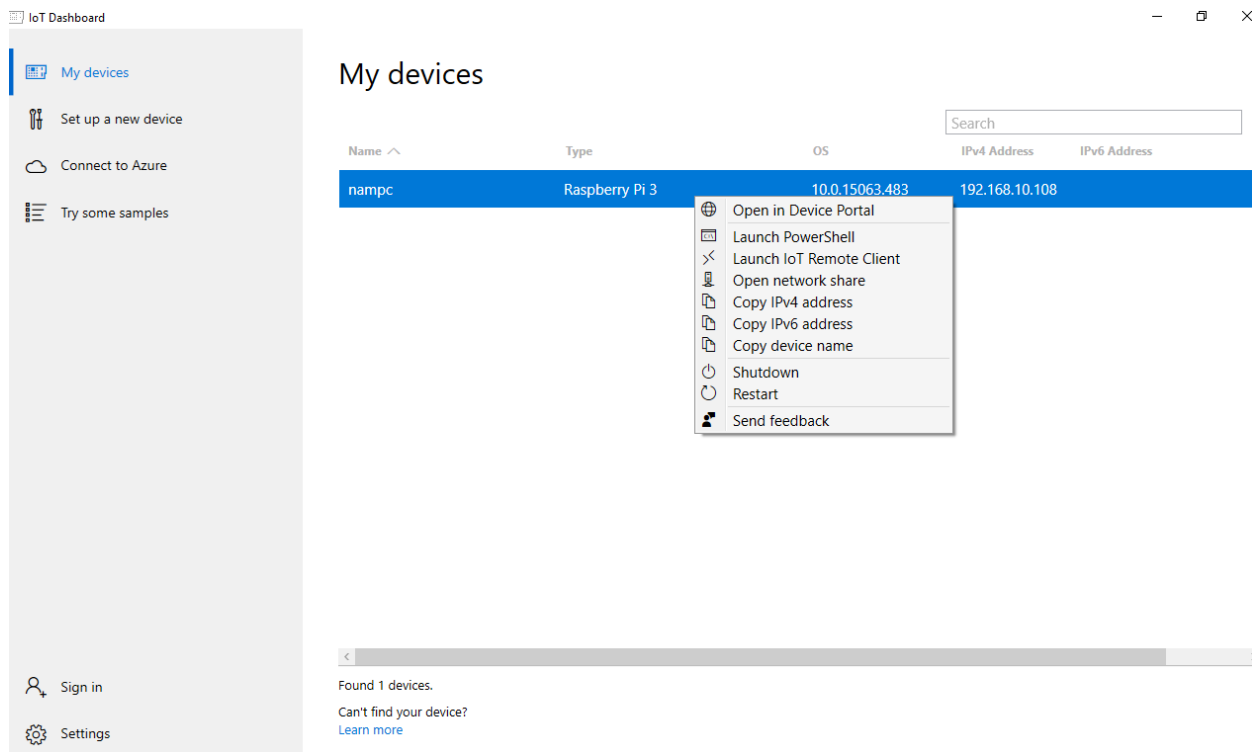 IoT Dashboard
My devices
Set up a new device
Connect to Azure
Try some samples
Sign in
Settings
My devices
Search
Name Type OS IPv4 Address IPv6 Address
nampc Raspberry Pi 3 10.0.15063.483 192.168.10.108
Open in Device Portal
Launch PowerShell
Launch IoT Remote Client
Open network share
Copy IPv4 address
Copy IPv6 address
Copy device name
Shutdown
Restart
Send feedback
Found 1 devices.
Can't find your device?
Learn more